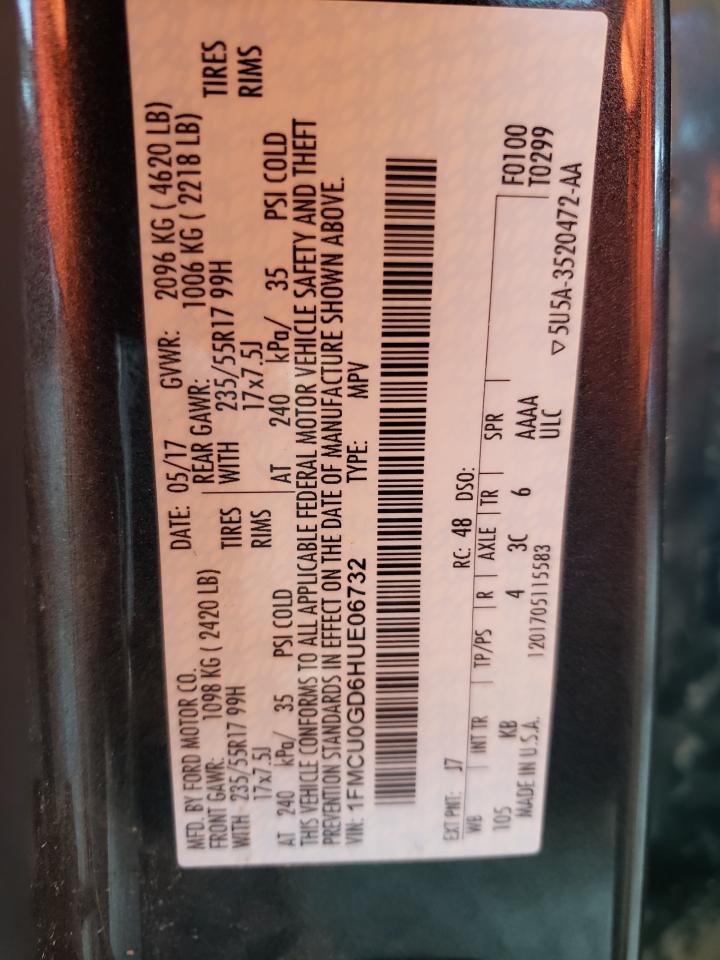 MFD. BY FORD MOTOR CO. DATE: 05/17 GVWR: 2096 KG ( 4620 LB)
FRONT GAWR: 1098 KG ( 2420 LB) REAR GAWR: 1006 KG ( 2218 LB)
WITH 235/55R17 99H TIRES WITH 235/55R17 99H TIRES
17x7.5J RIMS 17x7.5J RIMS
AT 240 kPa/ 35 PSI COLD AT 240 kPa/ 35 PSI COLD
THIS VEHICLE CONFORMS TO ALL APPLICABLE FEDERAL MOTOR VEHICLE SAFETY AND THEFT
PREVENTION STANDARDS IN EFFECT ON THE DATE OF MANUFACTURE SHOWN ABOVE.
VIN: 1FMCU0GD6HUE06732 TYPE: MPV
EXT PNT: J7 RC: 48 DSO:
WB INT TR TP/PS R AXLE TR SPR F0100
105 KB 4 3C 6 AAAA T0299
MADE IN U.S.A. 1201705115583 ULC
▽ 5U5A-3520472-AA